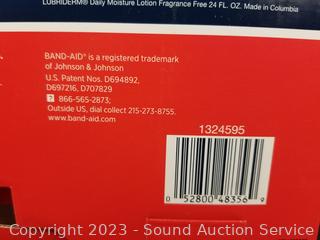 LUBRIDERM® Daily Moisture Lotion Fragrance Free 24 FL. OZ. Made in Columbia
BAND-AID® is a registered trademark
of Johnson & Johnson
U.S. Patent Nos. D694892,
D697216, D707829
? 866-565-2873;
Outside US, dial collect 215-273-8755.
www.band-aid.com
1324595
0 52800 48356 9
Copyright 2023 - Sound Auction Service